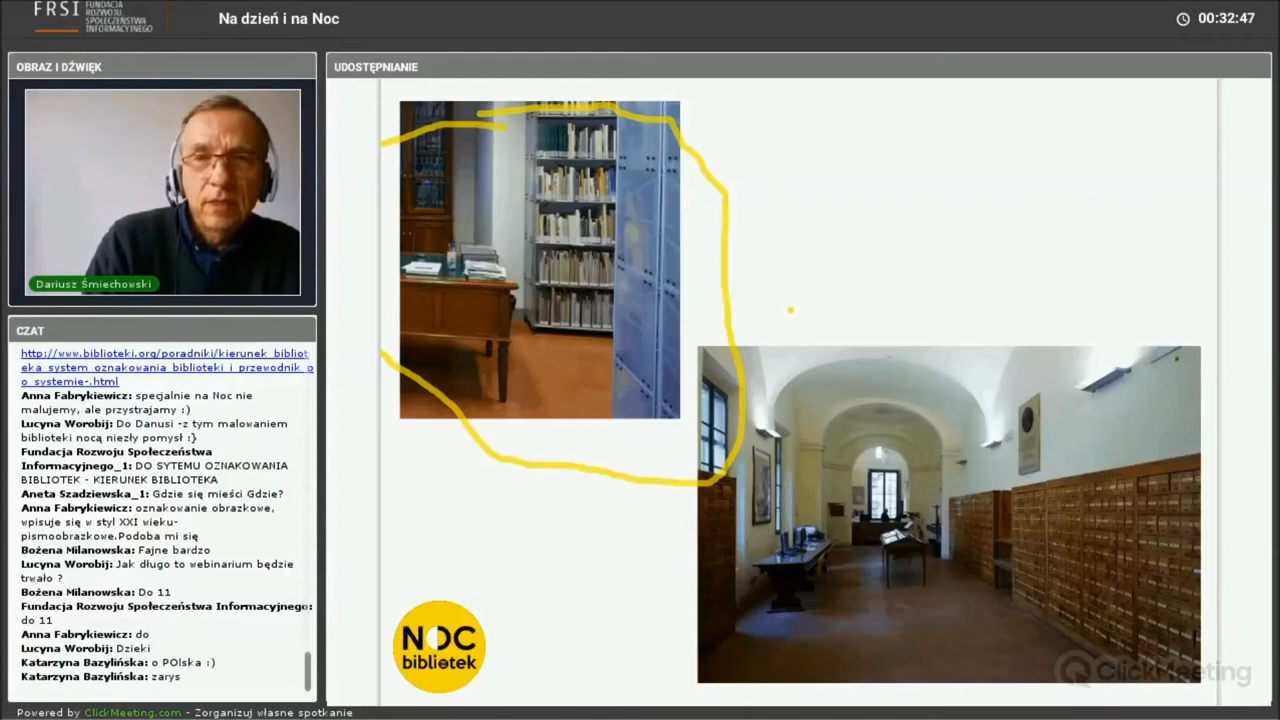 FRSI
FUNDACJA
ROZWOJU
SPOŁECZEŃSTWA
INFORMACYJNEGO
Na dzień i na Noc
00:32:47
OBRAZ I DŹWIĘK
Dariusz Śmiechowski
CZAT
http://www.biblioteki.org/poradniki/kierunek_bibliot
eka_system_oznakowania_biblioteki_i_przewodnik_p
o_systemie-.html
Anna Fabrykiewicz: specjalnie na Noc nie
malujemy, ale przystrajamy :)
Lucyna Worobij: Do Danusi -z tym malowaniem
biblioteki nocą niezły pomysł :}
Fundacja Rozwoju Społeczeństwa
Informacyjnego_1: DO SYTEMU OZNAKOWANIA
BIBLIOTEK - KIERUNEK BIBLIOTEKA
Aneta Szadziewska_1: Gdzie się mieści Gdzie?
Anna Fabrykiewicz: oznakowanie obrazkowe,
wpisuje się w styl XXI wieku-
pismoobrazkowe.Podoba mi się
Bożena Milanowska: Fajne bardzo
Lucyna Worobij: Jak długo to webinarium będzie
trwało ?
Bożena Milanowska: Do 11
Fundacja Rozwoju Społeczeństwa Informacyjnego:
do 11
Anna Fabrykiewicz: do
Lucyna Worobij: Dzieki
Katarzyna Bazylińska: o POlska :)
Katarzyna Bazylińska: zarys
UDOSTĘPNIANIE
NOC
bibliotek
ClickMeeting
Powered by ClickMeeting.com - Zorganizuj własne spotkanie